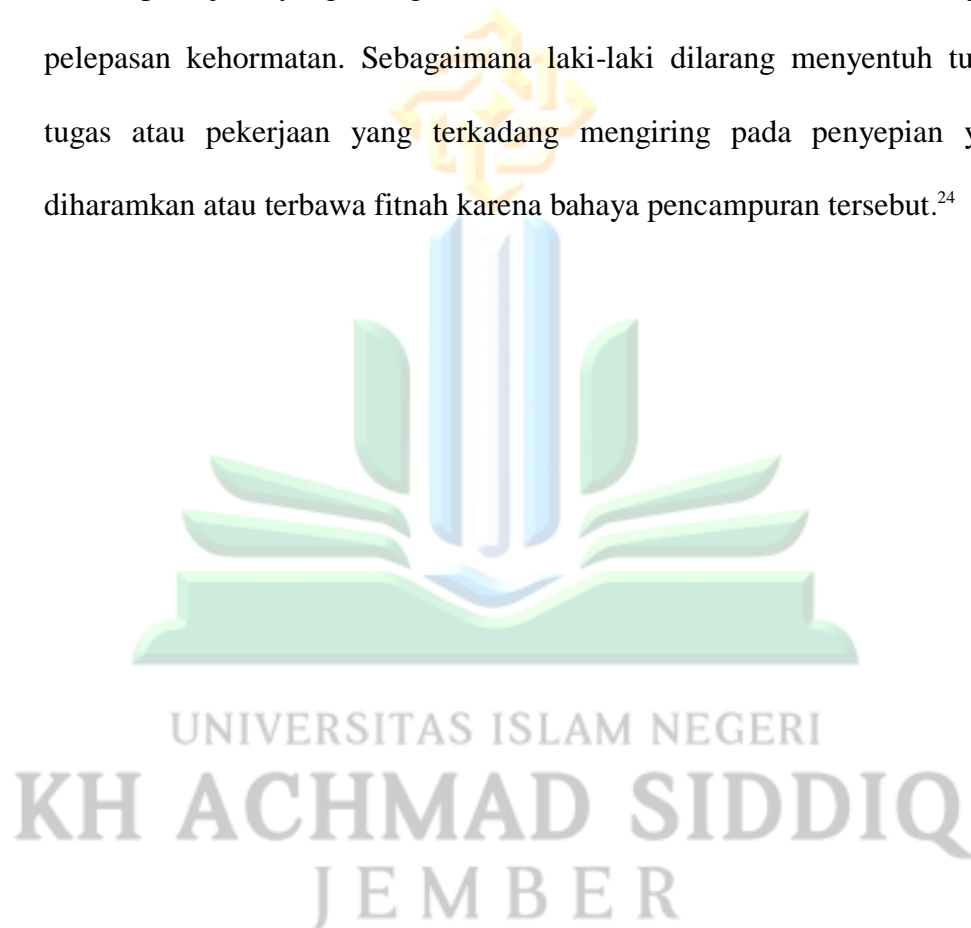 pelepasan kehormatan. Sebagaimana laki-laki dilarang menyentuh
tugas atau pekerjaan yang terkadang mengiring pada penyepian
diharamkan atau terbawa fitnah karena bahaya pencampuran tersebut.24
UNIVERSITAS ISLAM NEGERI
KH ACHMAD SIDDIQ
JEMBER